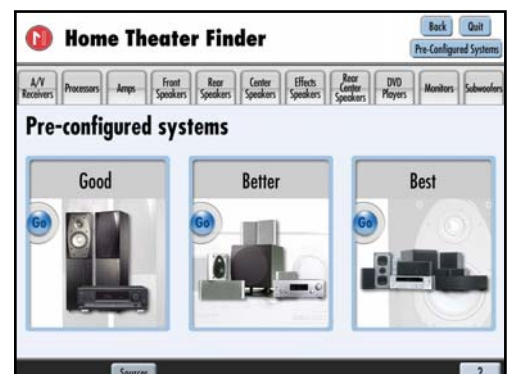 Home Theater Finder
Back Quit
Pre-Configured Systems
A/V Receivers
Processors
Amps
Front Speakers
Rear Speakers
Center Speakers
Effects Speakers
Rear Center Speakers
DVD Players
Monitors
Subwoofers
Pre-configured systems
Good Better Best
Go Go Go
Sources ?